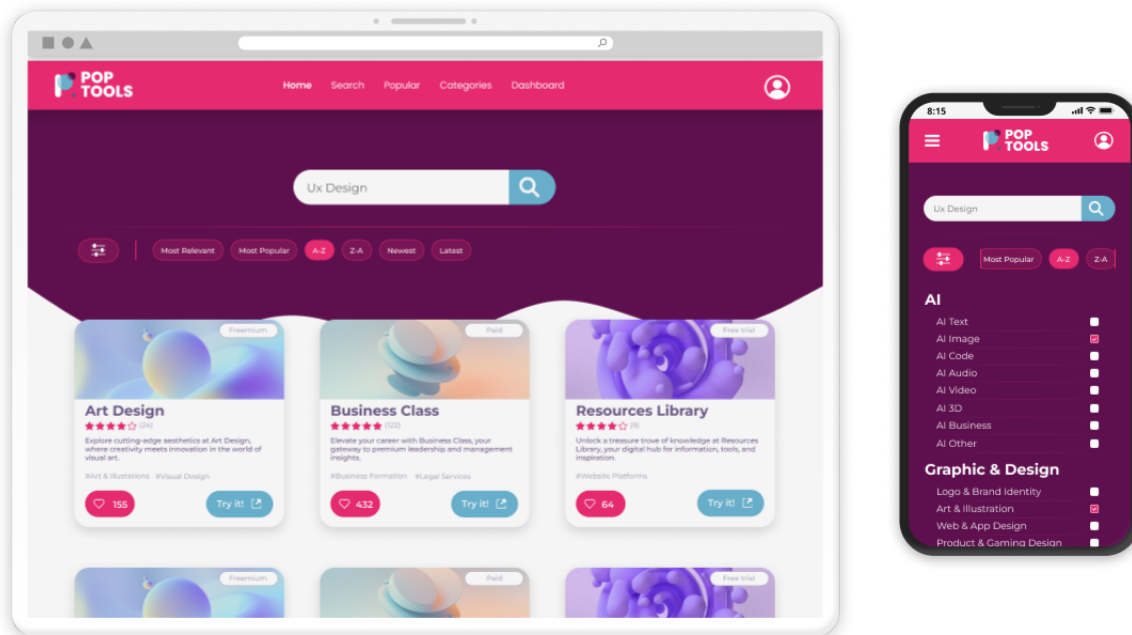 POP
TOOLS
Home Search Popular Categories Dashboard
Ux Design
Most Relevant Most Popular A-Z Z-A Newest Latest
Freemium
Art Design
(24)
Explore cutting-edge aesthetics at Art Design,
where creativity meets innovation in the world of
visual art.
#Art & Illustations #Visual Design
155 Try it!
Paid
Business Class
(122)
Elevate your career with Business Class, your
gateway to premium leadership and management
insights.
#Business Formation #Legal Services
432 Try it!
Free trial
Resources Library
(9)
Unlock a treasure trove of knowledge at Resources
Library, your digital hub for information, tools, and
inspiration.
#Website Platforms
64 Try it!
Freemium
Paid
Free trial
8:15
POP
TOOLS
Ux Design
Most Popular A-Z Z-A
AI
AI Text
AI Image
AI Code
AI Audio
AI Video
AI 3D
AI Business
AI Other
Graphic & Design
Logo & Brand Identity
Art & Illustration
Web & App Design
Product & Gaming Design